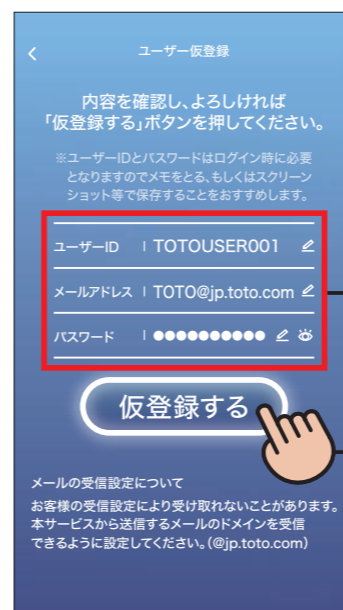 ユーザー仮登録
内容を確認し、よろしければ
「仮登録する」ボタンを押してください。
※ユーザーIDとパスワードはログイン時に必要
となりますのでメモをとる、もしくはスクリーン
ショット等で保存することをおすすめします。
ユーザーID TOTOUSER001
メールアドレス TOTO@jp.toto.com
パスワード ●●●●●●●●●●
仮登録する
メールの受信設定について
お客様の受信設定により受け取れないことがあります。
本サービスから送信するメールのドメインを受信
できるように設定してください。(@jp.toto.com)